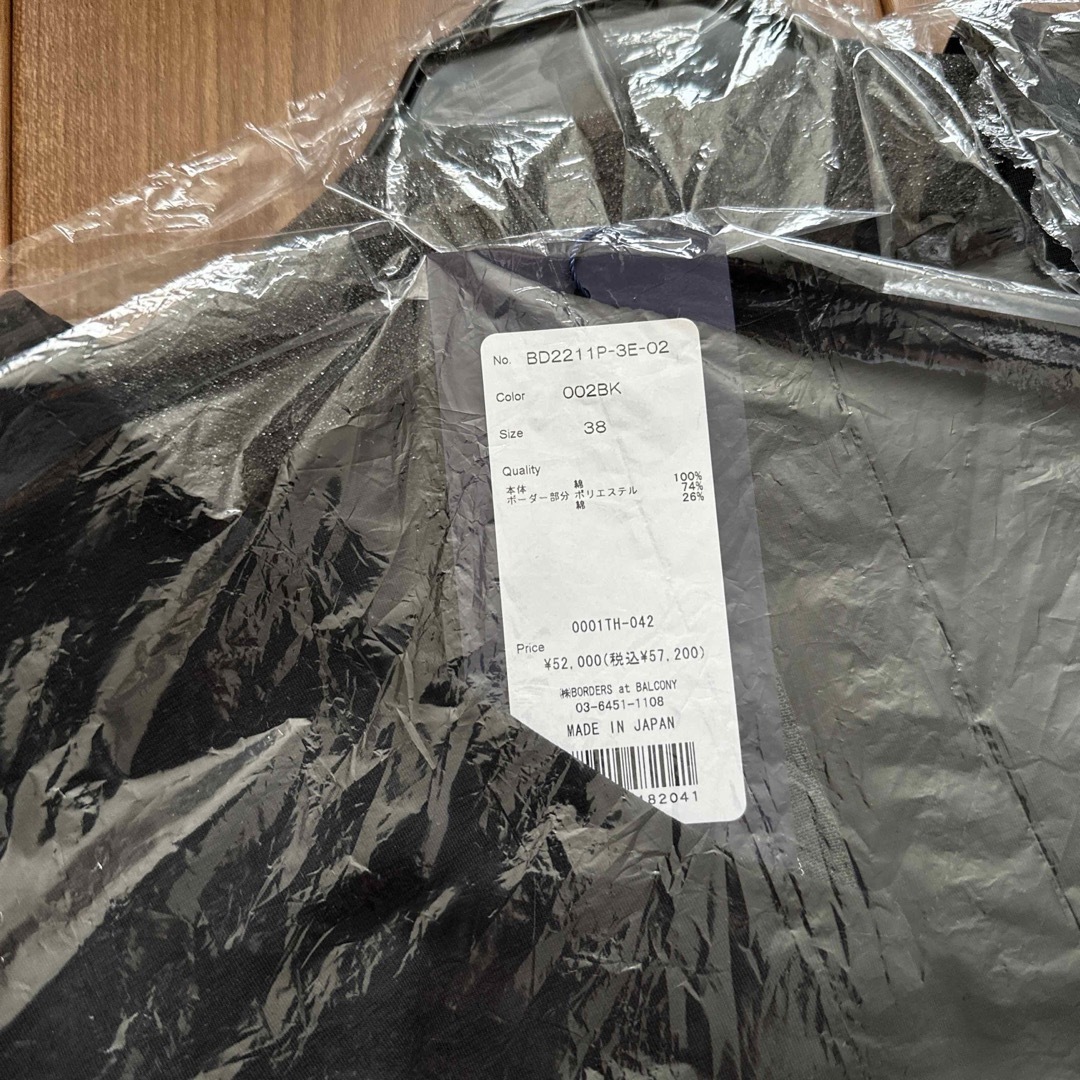 No. BD2211P-3E-02
Color 002BK
Size 38
Quality
本体 綿 100%
ボーダー部分 ポリエステル 74%
綿 26%
0001TH-042
Price
¥52,000(税込¥57,200)
㈱BORDERS at BALCONY
03-6451-1108
MADE IN JAPAN
82041